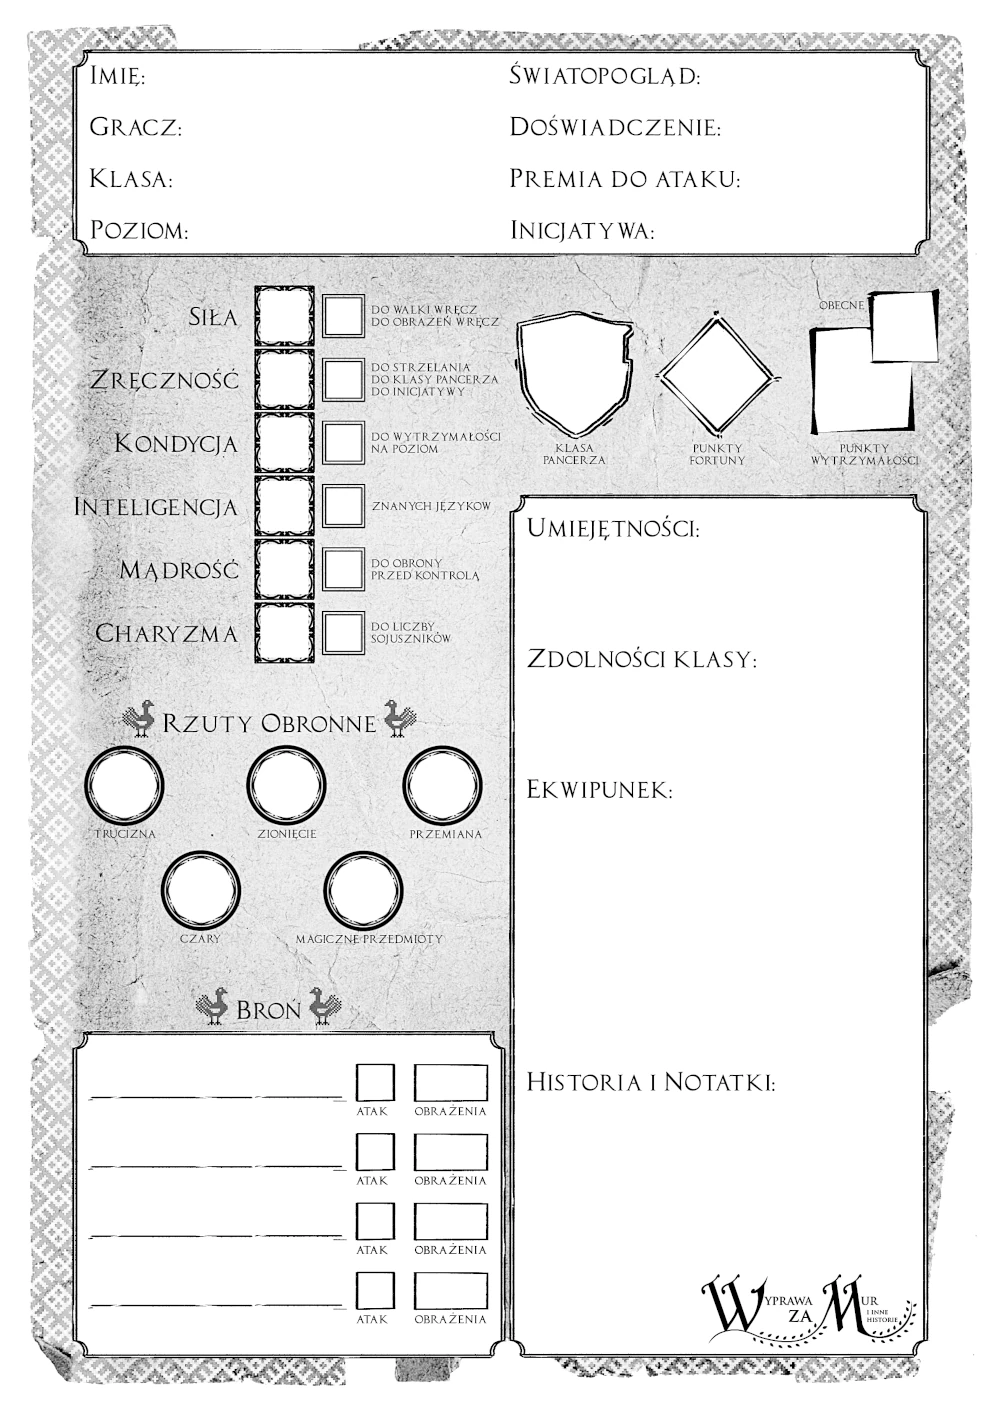 Imię:
Gracz:
Klasa:
Poziom:
Światopogląd:
Doświadczenie:
Premia do ataku:
Inicjatywa:
Siła
do walki wręcz
do obrażeń wręcz
Zręczność
do strzelania
do klasy pancerza
do inicjatywy
Kondycja
do wytrzymałości
na poziom
Inteligencja
znanych języków
Mądrość
do obrony
przed kontrolą
Charyzma
do liczby
sojuszników
Klasa
Pancerza
Punkty
Fortuny
Obecne
Punkty
Wytrzymałości
Rzuty Obronne
Trucizna
Zionięcie
Przemiana
Czary
Magiczne Przedmioty
Broń
Atak
Obrażenia
Atak
Obrażenia
Atak
Obrażenia
Atak
Obrażenia
Umiejętności:
Zdolności klasy:
Ekwipunek:
Historia i Notatki:
Wyprawa
za Mur
i inne
historie